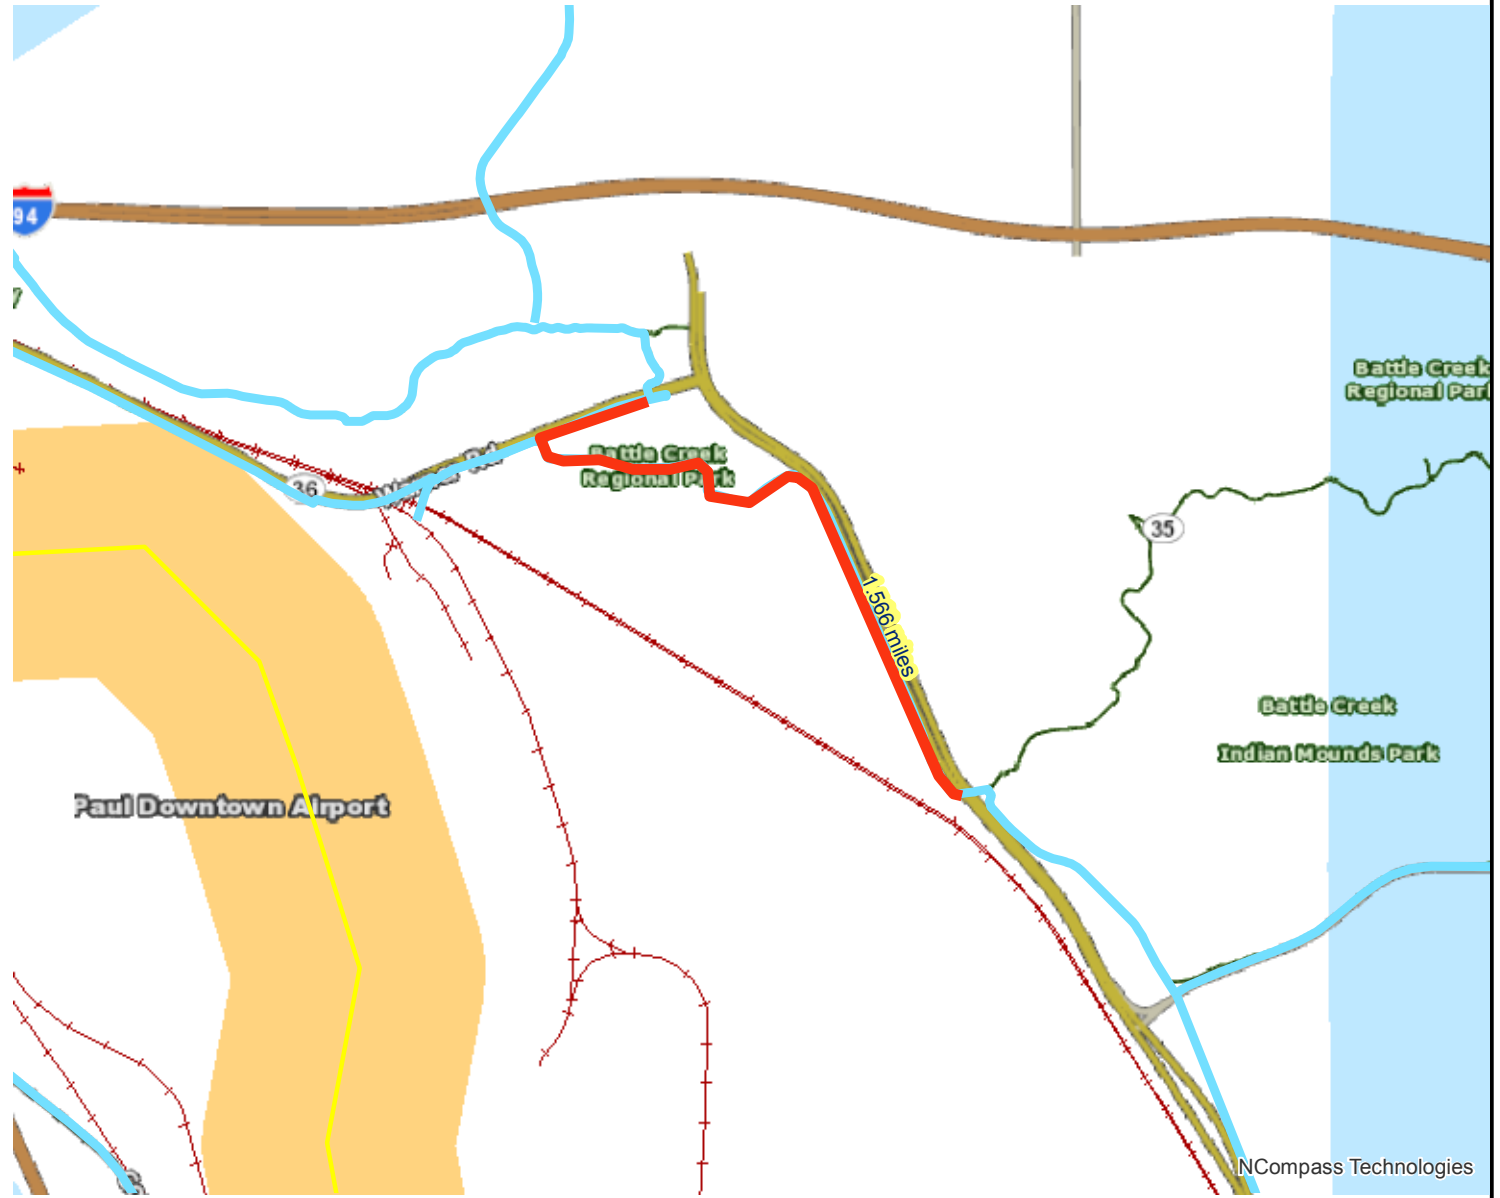 94
Battle Creek
Regional Park
36
Battle Creek
Regional Park
35
1.566 miles
Battle Creek
Indian Mounds Park
Paul Downtown Airport
NCompass Technologies